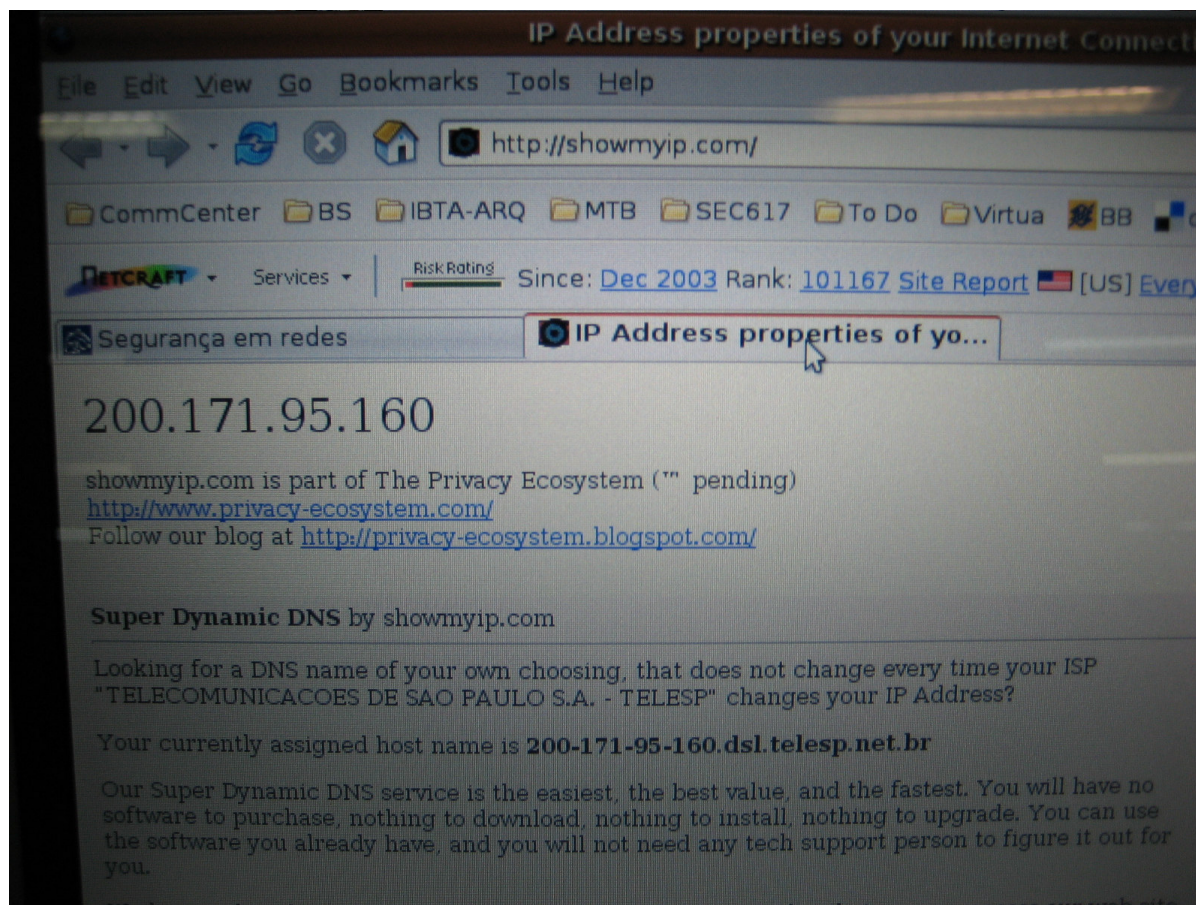 IP Address properties of your Internet Connecti
File Edit View Go Bookmarks Tools Help
http://showmyip.com/
CommCenter BS IBTA-ARQ MTB SEC617 To Do Virtua BB
NETCRAFT Services Risk Rating Since: Dec 2003 Rank: 101167 Site Report [US] Every
Segurança em redes IP Address properties of yo...
200.171.95.160
showmyip.com is part of The Privacy Ecosystem (™ pending)
http://www.privacy-ecosystem.com/
Follow our blog at http://privacy-ecosystem.blogspot.com/
Super Dynamic DNS by showmyip.com
Looking for a DNS name of your own choosing, that does not change every time your ISP
"TELECOMUNICACOES DE SAO PAULO S.A. - TELESP" changes your IP Address?
Your currently assigned host name is 200-171-95-160.dsl.telesp.net.br
Our Super Dynamic DNS service is the easiest, the best value, and the fastest. You will have no
software to purchase, nothing to download, nothing to install, nothing to upgrade. You can use
the software you already have, and you will not need any tech support person to figure it out for
you.